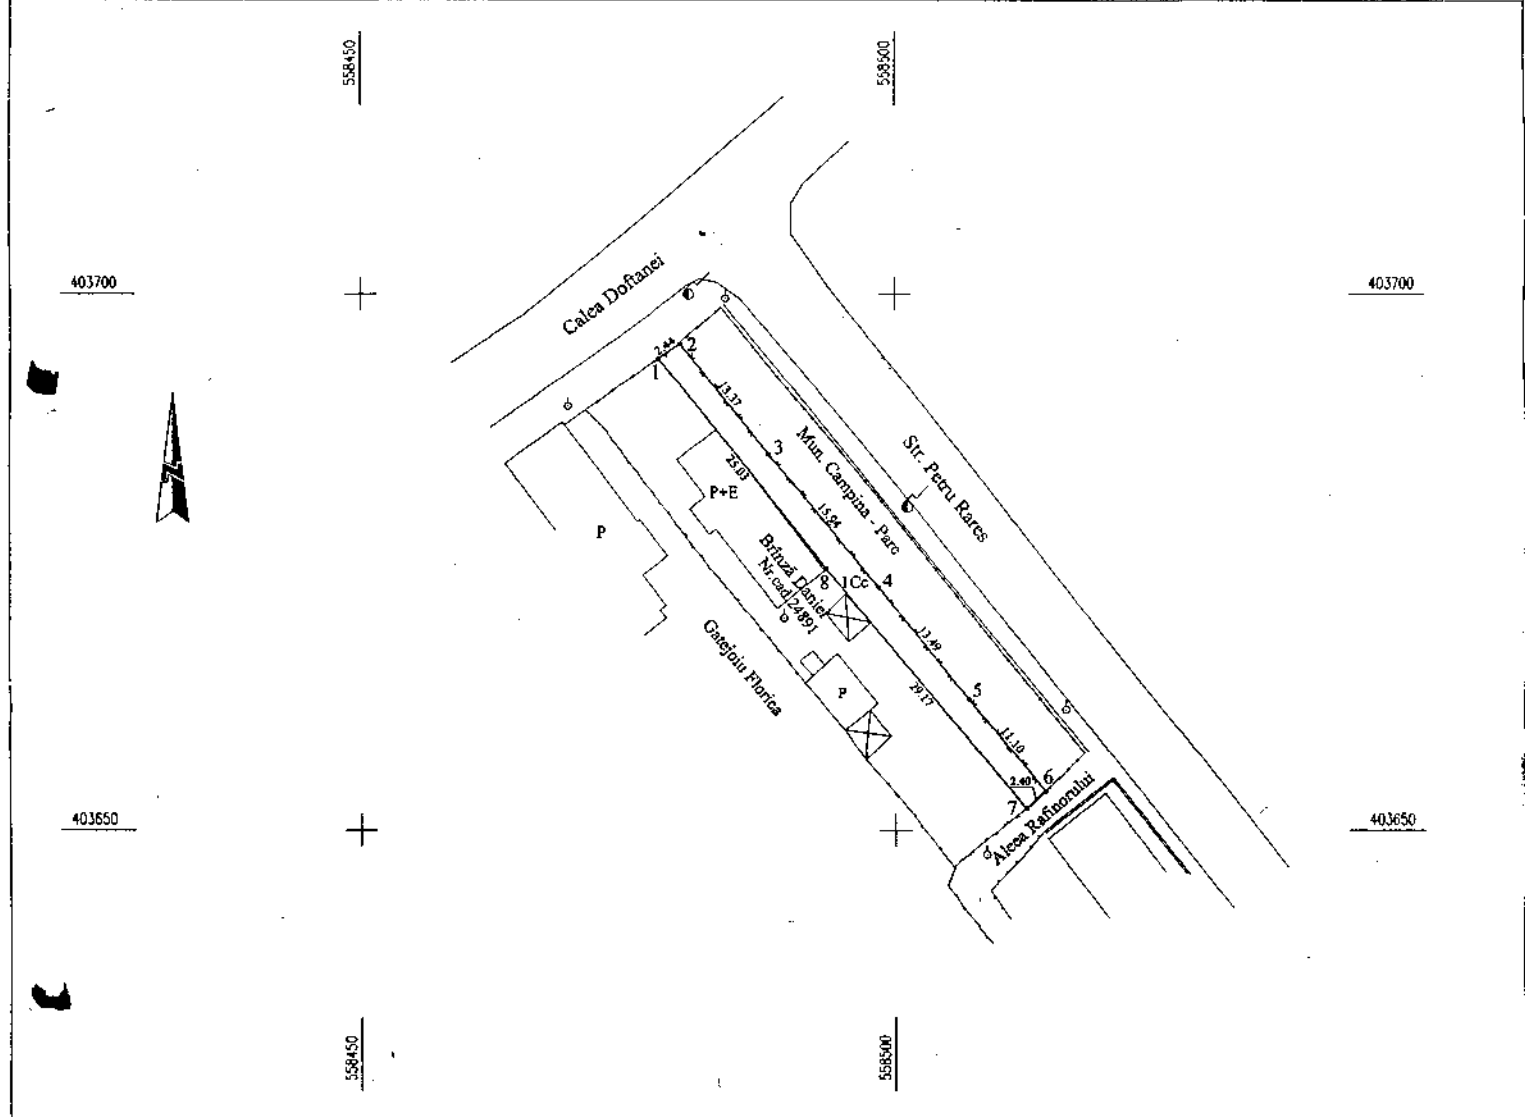 558450
558500
403700
403700
Calea Doftanei
2.44
2
1
13.37
3
Mun. Campina - Parc
Str. Petru Rares
25.03
P+E
P
15.94
Brînză Daniel
Nr.cad 24891
8
1Cc
4
Gatejoiu Florica
13.49
P
29.17
5
11.10
2.40
6
7
Aleea Rafinorului
403650
403650
558450
558500